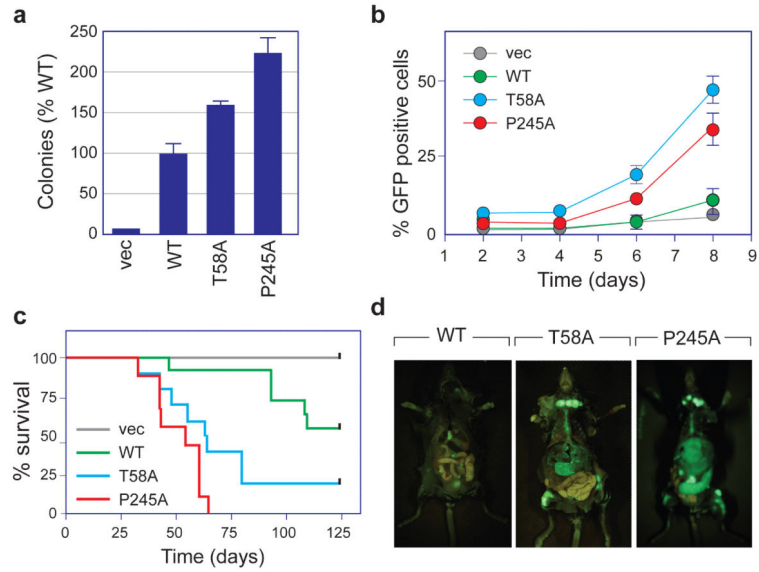 a
Colonies (% WT)
250
200
150
100
50
0
vec
WT
T58A
P245A
b
% GFP positive cells
50
25
0
vec
WT
T58A
P245A
1 2 3 4 5 6 7 8 9
Time (days)
c
% survival
100
75
50
25
0
vec
WT
T58A
P245A
0 25 50 75 100 125
Time (days)
d
WT T58A P245A